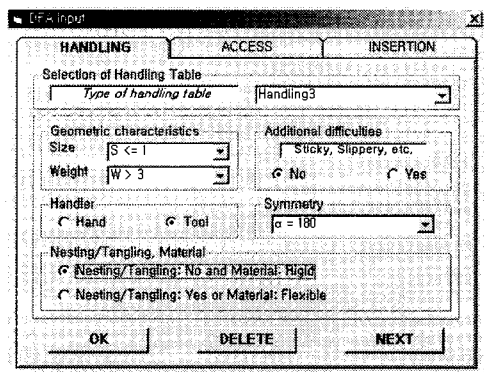 DFA Input
HANDLING ACCESS INSERTION
Selection of Handling Table
Type of handling table Handling3
Geometric characteristics
Size S <= 1
Weight W > 3
Additional difficulties
Sticky, Slippery, etc,
No Yes
Handler
Hand Tool
Symmetry
α = 180
Nesting/Tangling, Material
Nesting/Tangling: No and Material: Rigid
Nesting/Tangling: Yes or Material: Flexible
OK DELETE NEXT